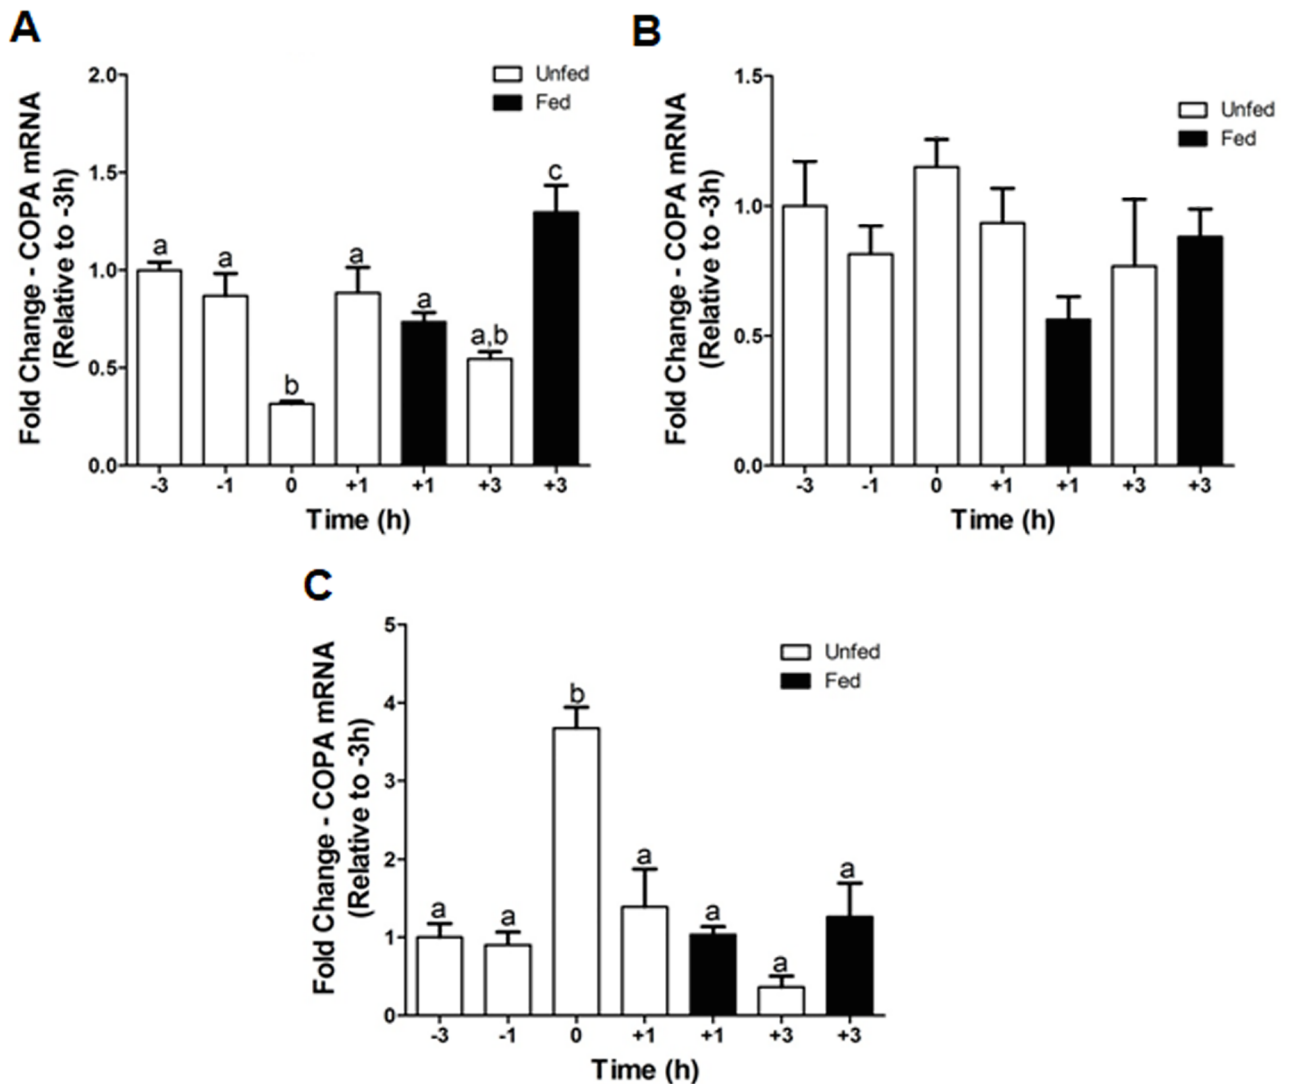 A
Fold Change - COPA mRNA
(Relative to -3h)
2.0
1.5
1.0
0.5
0.0
Unfed
Fed
a
a
b
a
a
a,b
c
-3
-1
0
+1
+1
+3
+3
Time (h)
B
Fold Change - COPA mRNA
(Relative to -3h)
1.5
1.0
0.5
0.0
Unfed
Fed
-3
-1
0
+1
+1
+3
+3
Time (h)
C
Fold Change - COPA mRNA
(Relative to -3h)
5
4
3
2
1
0
Unfed
Fed
a
a
b
a
a
a
a
-3
-1
0
+1
+1
+3
+3
Time (h)